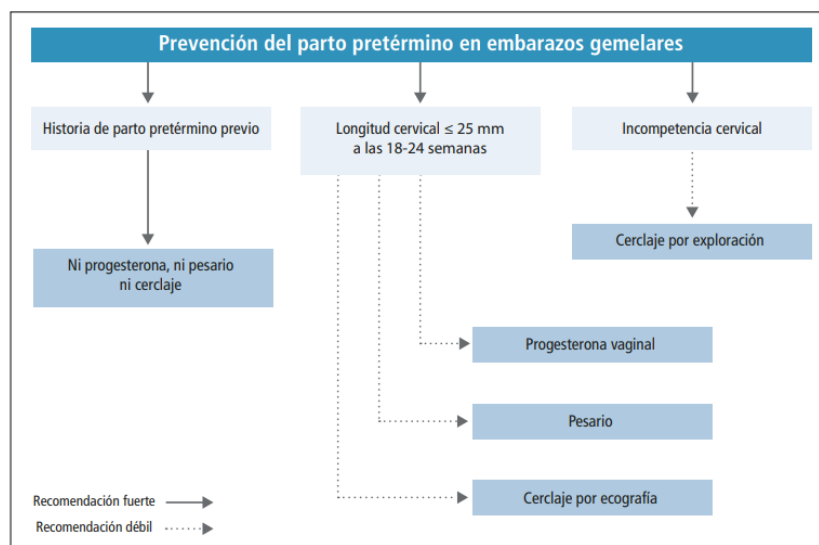 Prevención del parto pretérmino en embarazos gemelares
Historia de parto pretérmino previo
Longitud cervical ≤ 25 mm
a las 18-24 semanas
Incompetencia cervical
Ni progesterona, ni pesario
ni cerclaje
Cerclaje por exploración
Progesterona vaginal
Pesario
Cerclaje por ecografía
Recomendación fuerte
Recomendación débil